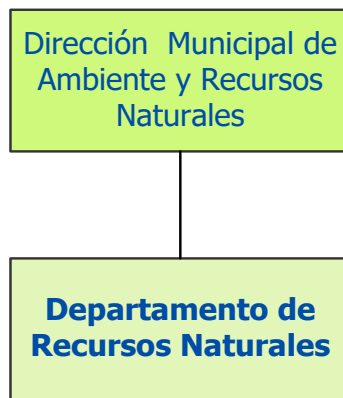 Dirección Municipal de
Ambiente y Recursos
Naturales
Departamento de
Recursos Naturales